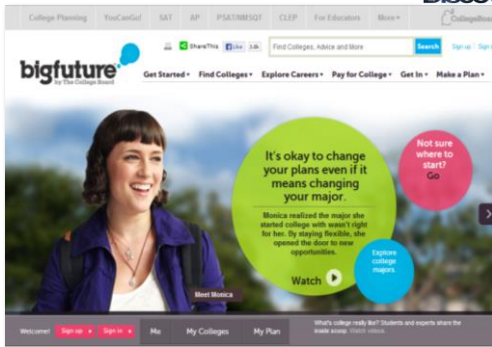 College Planning YouCanGo! SAT AP PSAT/NMSQT CLEP For Educators More
ShareThis Like Find Colleges, Advice and More Search Sign up Sign
bigfuture
by The College Board
Get Started Find Colleges Explore Careers Pay for College Get In Make a Plan
It's okay to change
your plans even if it
means changing
your major.
Monica realized the major she
started college with wasn't right
for her. By staying flexible, she
opened the door to new
opportunities.
Watch
Not sure
where to
start?
Go
Explore
college
majors
Meet Monica
Welcome! Sign up Sign in Me My Colleges My Plan
What's college really like? Students and experts share the
inside scoop. Watch videos.